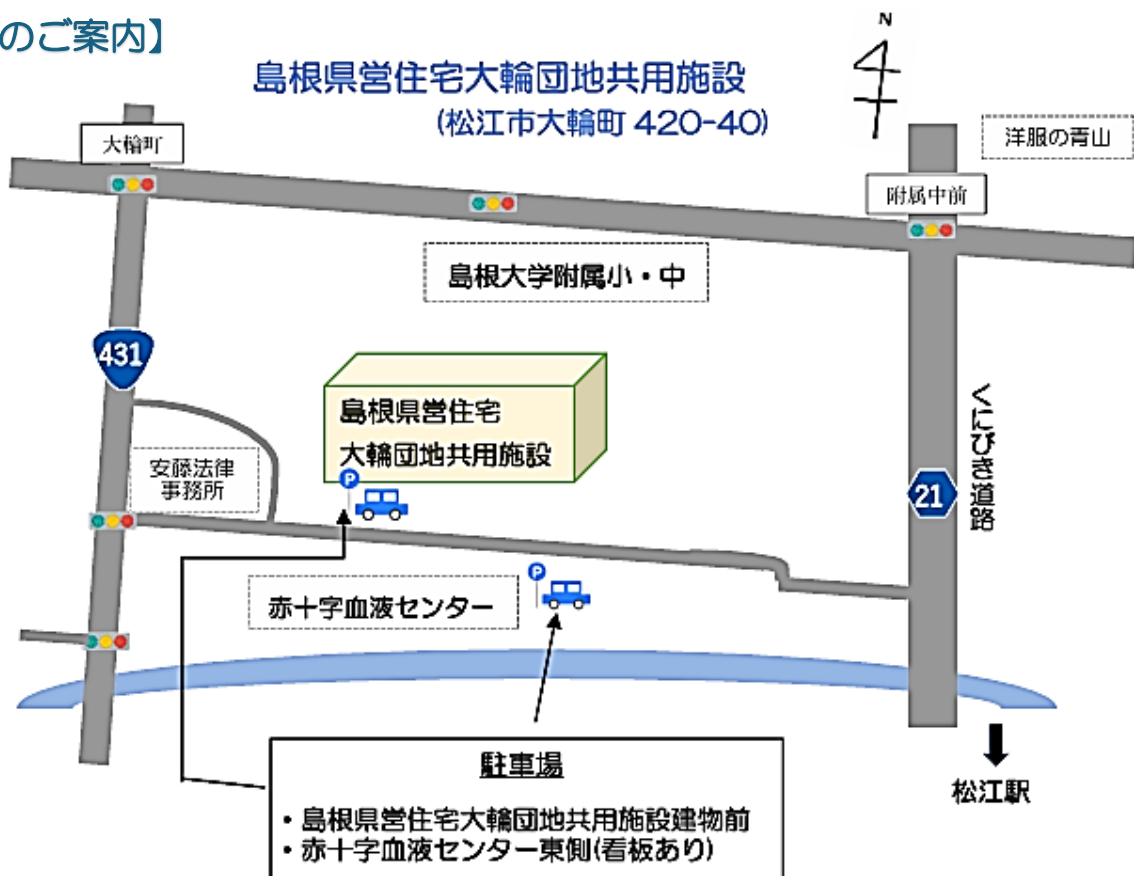 のご案内】
N
島根県営住宅大輪団地共用施設
(松江市大輪町 420-40)
大輪町
洋服の青山
附属中前
島根大学附属小・中
431
島根県営住宅
大輪団地共用施設
安藤法律
事務所
P
21
くにびき道路
P
赤十字血液センター
駐車場
・島根県営住宅大輪団地共用施設建物前
・赤十字血液センター東側(看板あり)
松江駅